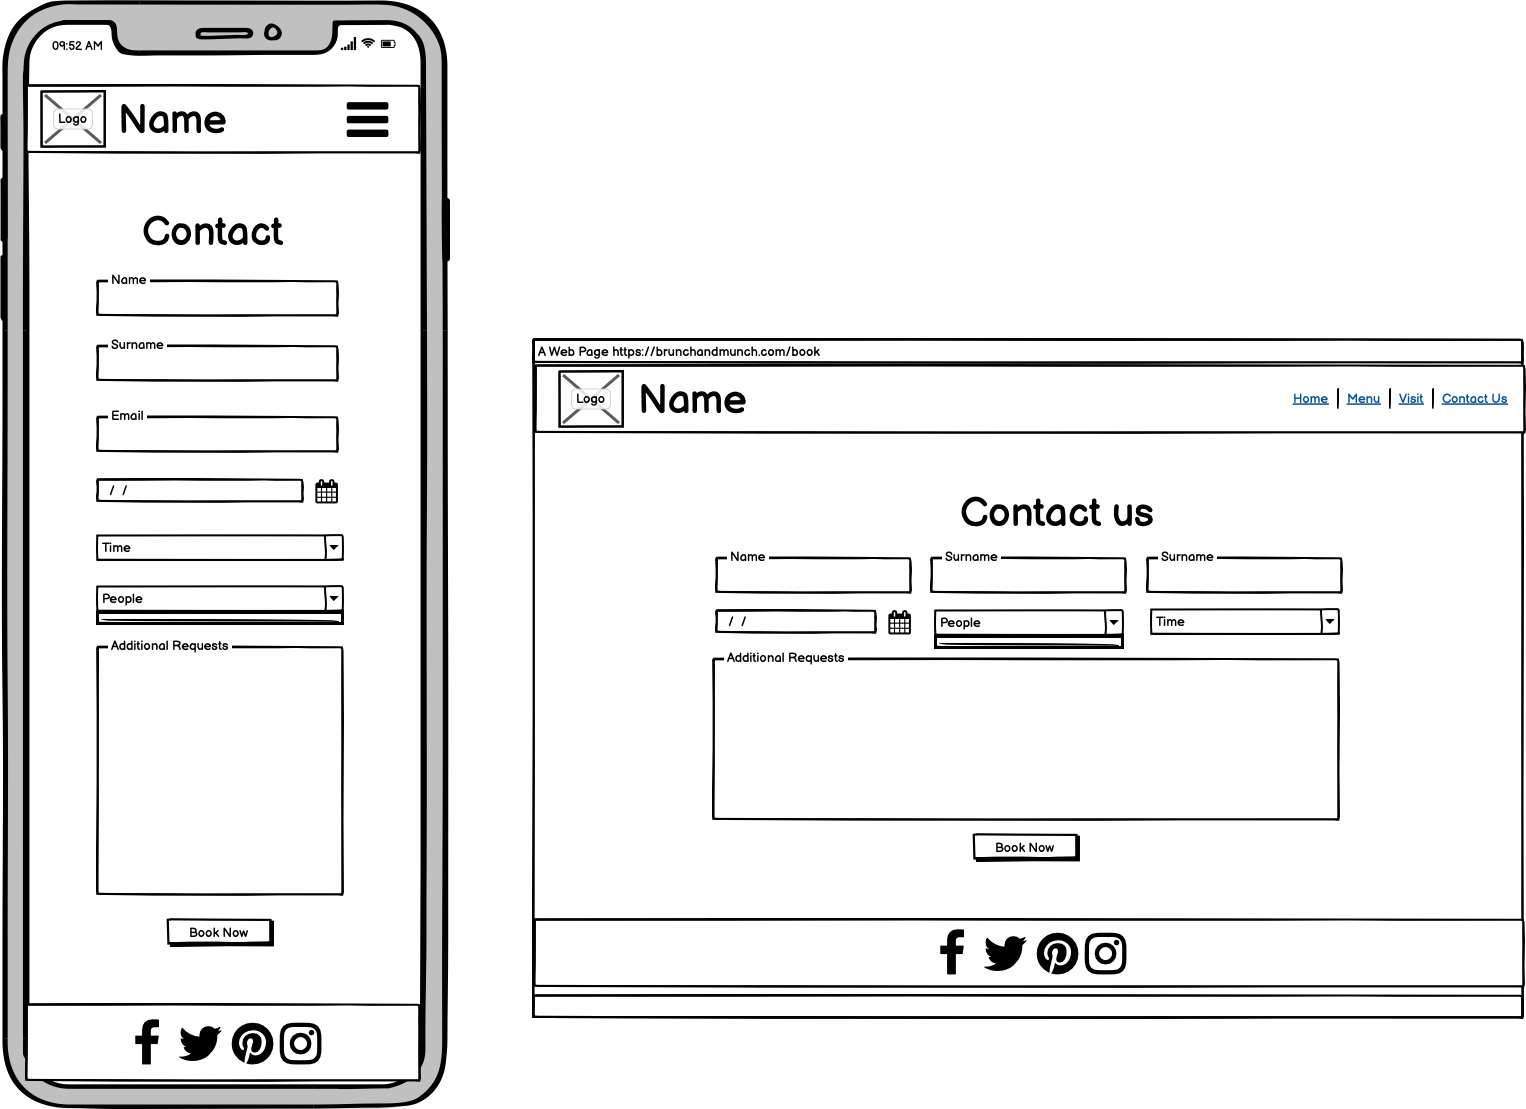 09:52 AM
Logo
Name
Contact
Name
Surname
Email
/ /
Time
People
Additional Requests
Book Now
A Web Page https://brunchandmunch.com/book
Logo
Name
Home | Menu | Visit | Contact Us
Contact us
Name Surname Surname
/ / People Time
Additional Requests
Book Now